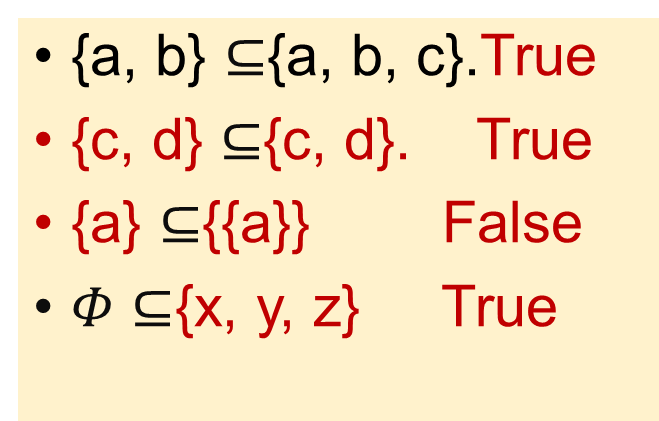 • {a, b} ⊆{a, b, c}.True
• {c, d} ⊆{c, d}. True
• {a} ⊆{{a}} False
• Φ ⊆{x, y, z} True